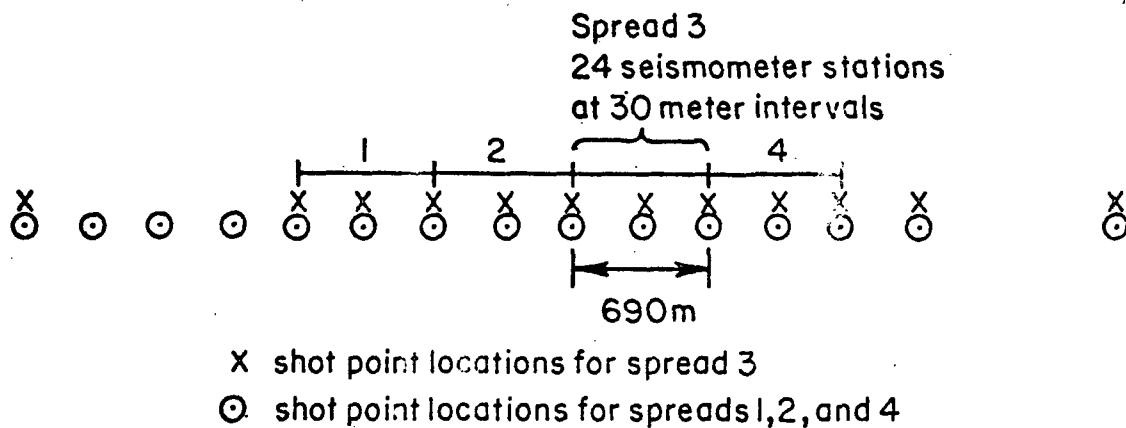 Spread 3
24 seismometer stations
at 30 meter intervals
1 2 4
690m
X shot point locations for spread 3
⊙ shot point locations for spreads 1, 2, and 4